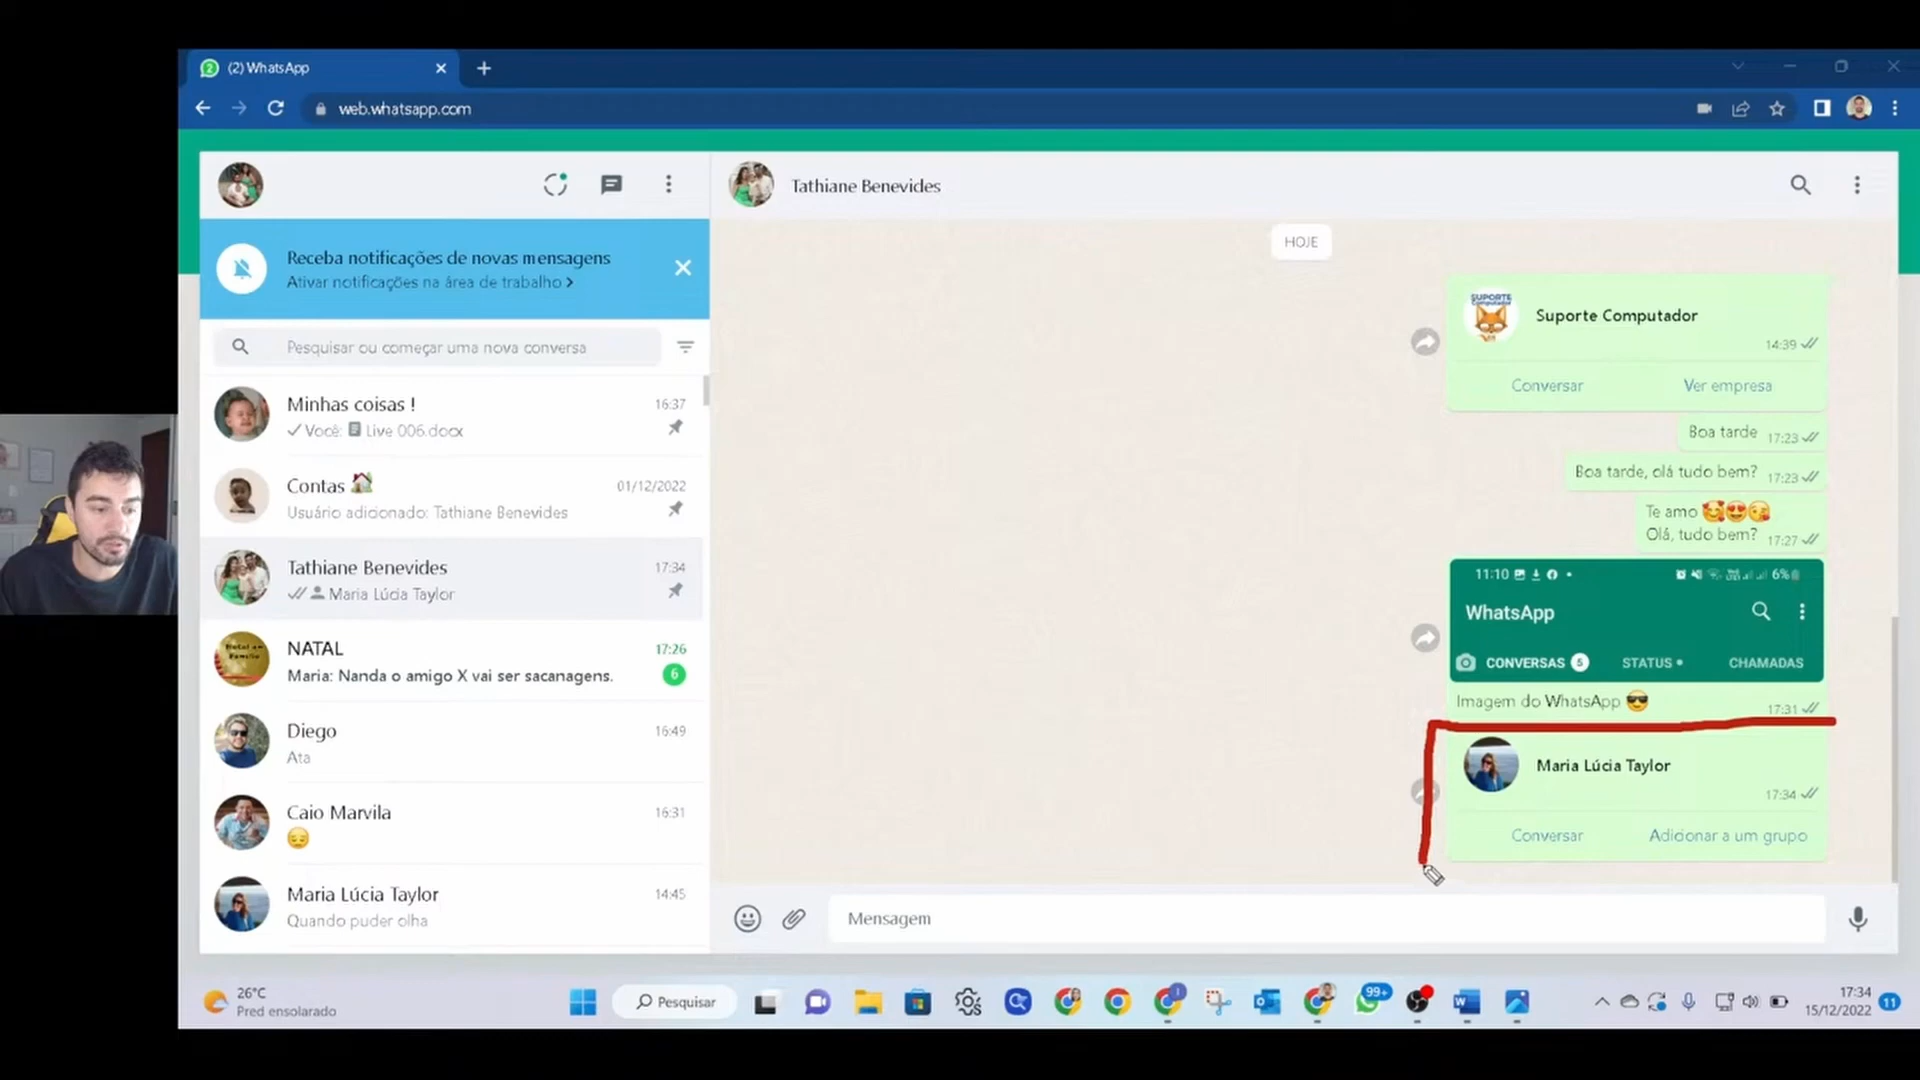 (2) WhatsApp
web.whatsapp.com
Tathiane Benevides
Receba notificações de novas mensagens
Ativar notificações na área de trabalho >
Pesquisar ou começar uma nova conversa
Minhas coisas ! 16:37
Você: Live 006.docx
Contas 01/12/2022
Usuário adicionado: Tathiane Benevides
Tathiane Benevides 17:34
Maria Lúcia Taylor
NATAL 17:26
Maria: Nanda o amigo X vai ser sacanagens. 6
Diego 16:49
Ata
Caio Marvila 16:31
Maria Lúcia Taylor 14:45
Quando puder olha
HOJE
SUPORTE
Computador
Suporte Computador
14:39
Conversar Ver empresa
Boa tarde 17:23
Boa tarde, olá tudo bem? 17:23
Te amo 🥰😍😘
Olá, tudo bem? 17:27
11:10 6%
WhatsApp
CONVERSAS 5 STATUS • CHAMADAS
Imagem do WhatsApp 😎 17:31
Maria Lúcia Taylor
17:34
Conversar Adicionar a um grupo
Mensagem
26°C
Pred ensolarado
Pesquisar
99+
17:34
15/12/2022
11